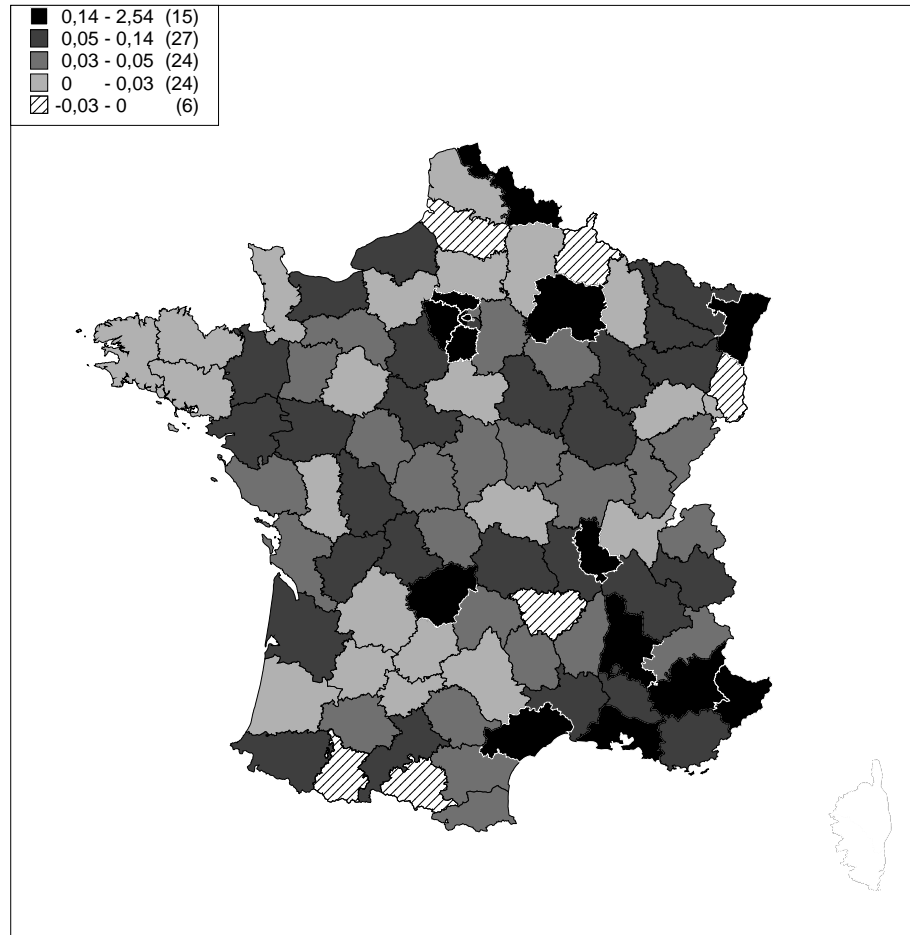 0,14 - 2,54 (15)
0,05 - 0,14 (27)
0,03 - 0,05 (24)
0 - 0,03 (24)
-0,03 - 0 (6)